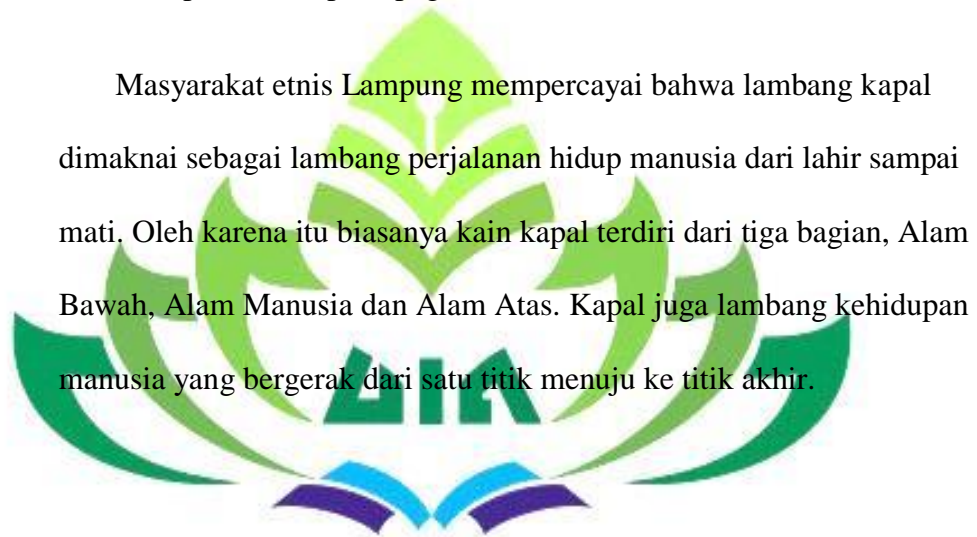 Masyarakat etnis Lampung mempercayai bahwa lambang kapal
dimaknai sebagai lambang perjalanan hidup manusia dari lahir sampai
mati. Oleh karena itu biasanya kain kapal terdiri dari tiga bagian, Alam
Bawah, Alam Manusia dan Alam Atas. Kapal juga lambang kehidupan
manusia yang bergerak dari satu titik menuju ke titik akhir.